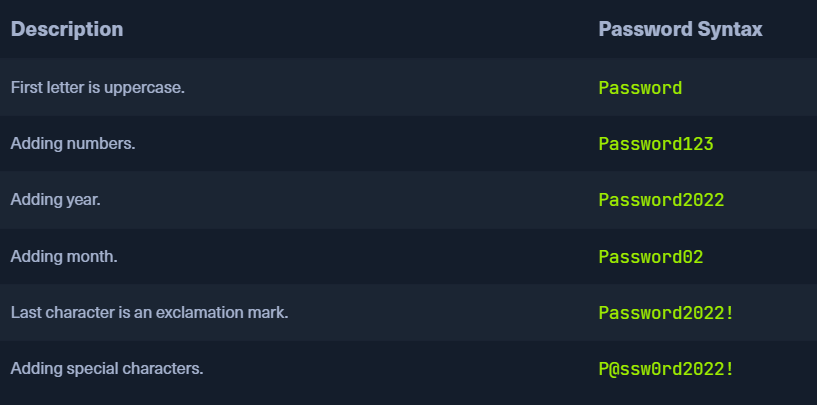 Description Password Syntax
First letter is uppercase. Password
Adding numbers. Password123
Adding year. Password2022
Adding month. Password02
Last character is an exclamation mark. Password2022!
Adding special characters. P@ssw0rd2022!